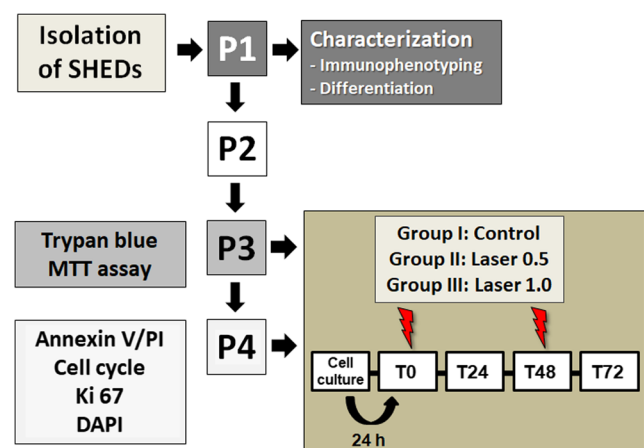 Isolation
of SHEDs
P1
Characterization
- Immunophenotyping
- Differentiation
P2
Trypan blue
MTT assay
P3
Group I: Control
Group II: Laser 0.5
Group III: Laser 1.0
Annexin V/PI
Cell cycle
Ki 67
DAPI
P4
Cell
culture
T0
T24
T48
T72
24 h